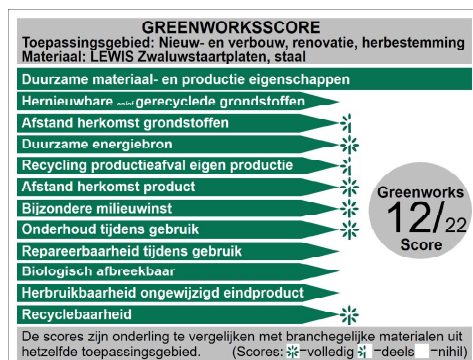 GREENWORKSSCORE
Toepassingsgebied: Nieuw- en verbouw, renovatie, herbestemming
Materiaal: LEWIS Zwaluwstaartplaten, staal
Duurzame materiaal- en productie eigenschappen
Hernieuwbare en/of gerecyclede grondstoffen
Afstand herkomst grondstoffen
Duurzame energiebron
Recycling productieafval eigen productie
Afstand herkomst product
Bijzondere milieuwinst
Onderhoud tijdens gebruik
Repareerbaarheid tijdens gebruik
Biologisch afbreekbaar
Herbruikbaarheid ongewijzigd eindproduct
Recyclebaarheid
Greenworks
12/22
Score
De scores zijn onderling te vergelijken met branchegelijke materialen uit
hetzelfde toepassingsgebied. (Scores: =volledig =deels =nihil)